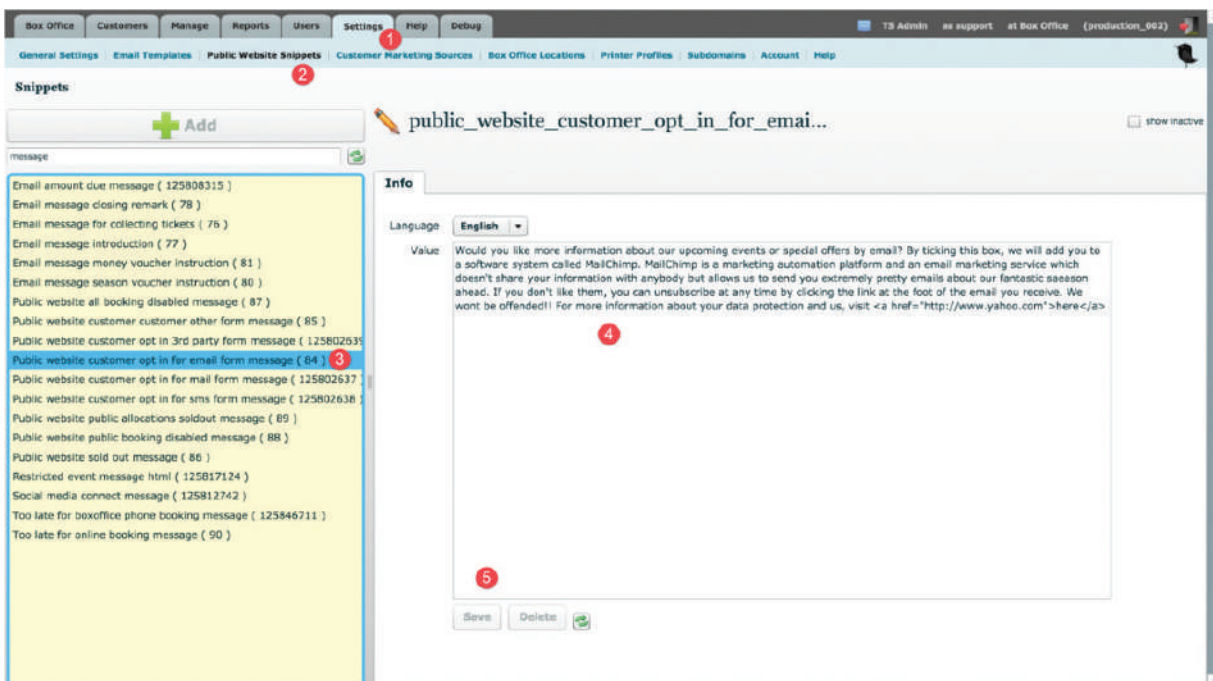 Box Office Customers Manage Reports Users Settings Help Debug TS Admin as support at Box Office (production_002)
1
General Settings Email Templates Public Website Snippets Customer Marketing Sources Box Office Locations Printer Profiles Subdomains Account Help
2
Snippets
Add
public_website_customer_opt_in_for_emai...
show inactive
message
Email amount due message ( 125808315 )
Email message closing remark ( 78 )
Email message for collecting tickets ( 76 )
Email message introduction ( 77 )
Email message money voucher instruction ( 81 )
Email message season voucher instruction ( 80 )
Public website all booking disabled message ( 87 )
Public website customer customer other form message ( 85 )
Public website customer opt in 3rd party form message ( 125802639
Public website customer opt in for email form message ( 84 ) 3
Public website customer opt in for mail form message ( 125802637 )
Public website customer opt in for sms form message ( 125802638 )
Public website public allocations soldout message ( 89 )
Public website public booking disabled message ( 88 )
Public website sold out message ( 86 )
Restricted event message html ( 125817124 )
Social media connect message ( 125812742 )
Too late for boxoffice phone booking message ( 125846711 )
Too late for online booking message ( 90 )
Info
Language English
Value
Would you like more information about our upcoming events or special offers by email? By ticking this box, we will add you to
a software system called MailChimp. MailChimp is a marketing automation platform and an email marketing service which
doesn't share your information with anybody but allows us to send you extremely pretty emails about our fantastic saeason
ahead. If you don't like them, you can unsubscribe at any time by clicking the link at the foot of the email you receive. We
wont be offended!! For more information about your data protection and us, visit <a href="http://www.yahoo.com">here</a>
4
5
Save Delete